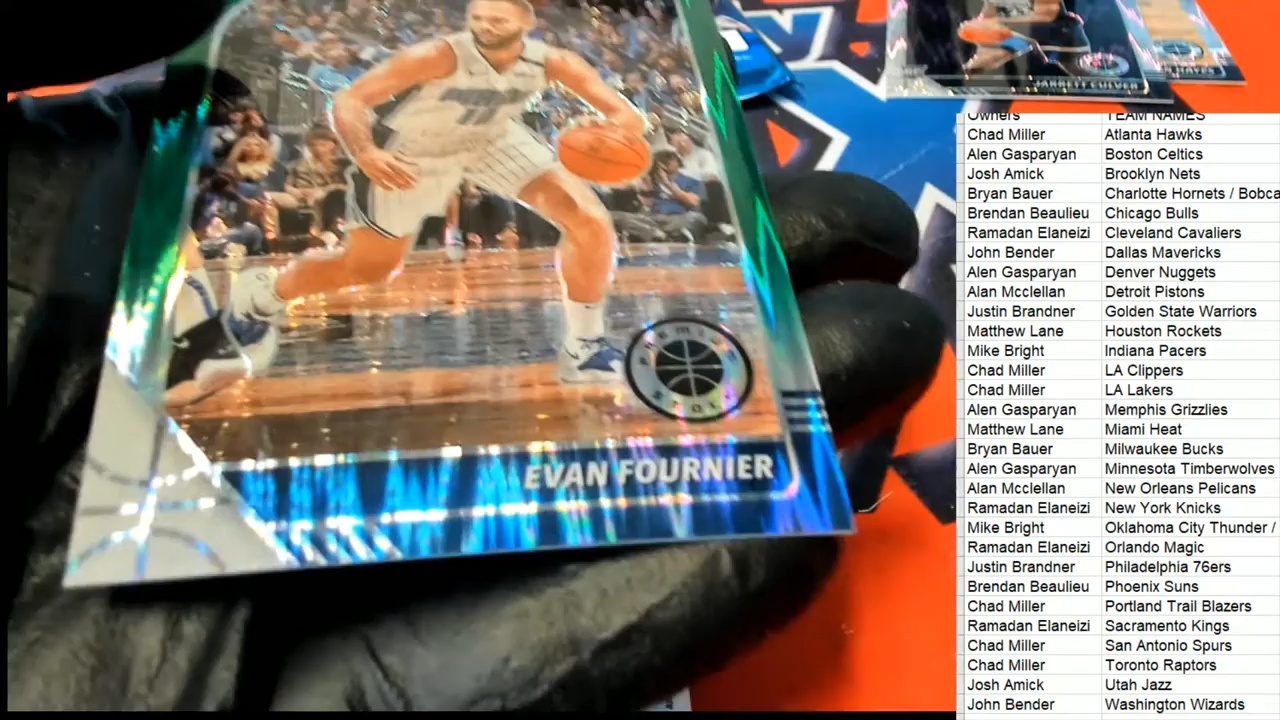 JARRETT CULVER
N HAYES
EVAN FOURNIER
Owners TEAM NAMES
Chad Miller Atlanta Hawks
Alen Gasparyan Boston Celtics
Josh Amick Brooklyn Nets
Bryan Bauer Charlotte Hornets / Bobca
Brendan Beaulieu Chicago Bulls
Ramadan Elaneizi Cleveland Cavaliers
John Bender Dallas Mavericks
Alen Gasparyan Denver Nuggets
Alan Mcclellan Detroit Pistons
Justin Brandner Golden State Warriors
Matthew Lane Houston Rockets
Mike Bright Indiana Pacers
Chad Miller LA Clippers
Chad Miller LA Lakers
Alen Gasparyan Memphis Grizzlies
Matthew Lane Miami Heat
Bryan Bauer Milwaukee Bucks
Alen Gasparyan Minnesota Timberwolves
Alan Mcclellan New Orleans Pelicans
Ramadan Elaneizi New York Knicks
Mike Bright Oklahoma City Thunder /
Ramadan Elaneizi Orlando Magic
Justin Brandner Philadelphia 76ers
Brendan Beaulieu Phoenix Suns
Chad Miller Portland Trail Blazers
Ramadan Elaneizi Sacramento Kings
Chad Miller San Antonio Spurs
Chad Miller Toronto Raptors
Josh Amick Utah Jazz
John Bender Washington Wizards